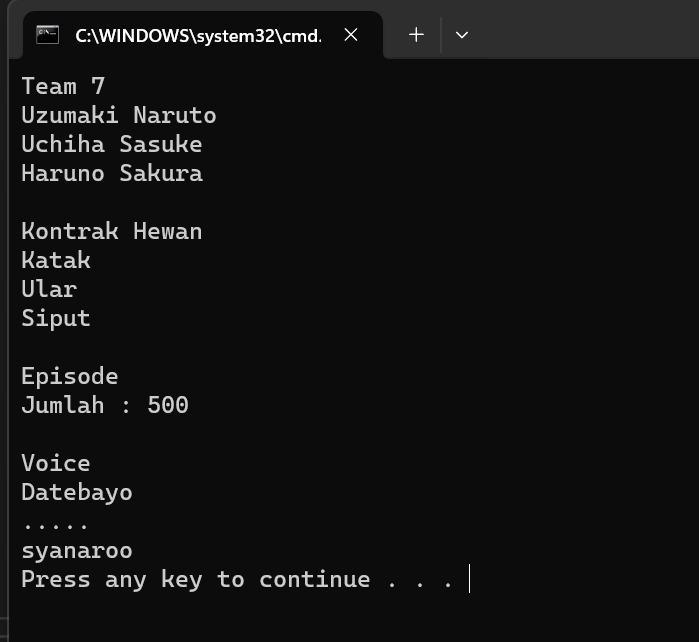 C:\WINDOWS\system32\cmd.
Team 7
Uzumaki Naruto
Uchiha Sasuke
Haruno Sakura
Kontrak Hewan
Katak
Ular
Siput
Episode
Jumlah : 500
Voice
Datebayo
.....
syanaroo
Press any key to continue . . .